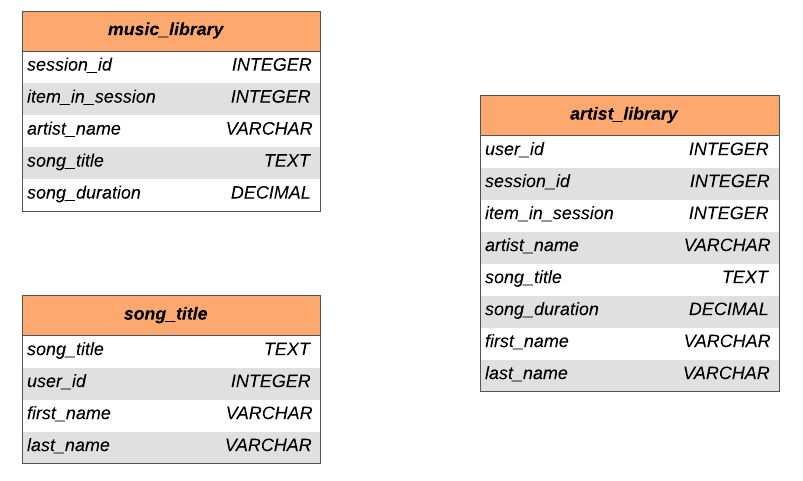 music_library
session_id INTEGER
item_in_session INTEGER
artist_name VARCHAR
song_title TEXT
song_duration DECIMAL
song_title
song_title TEXT
user_id INTEGER
first_name VARCHAR
last_name VARCHAR
artist_library
user_id INTEGER
session_id INTEGER
item_in_session INTEGER
artist_name VARCHAR
song_title TEXT
song_duration DECIMAL
first_name VARCHAR
last_name VARCHAR